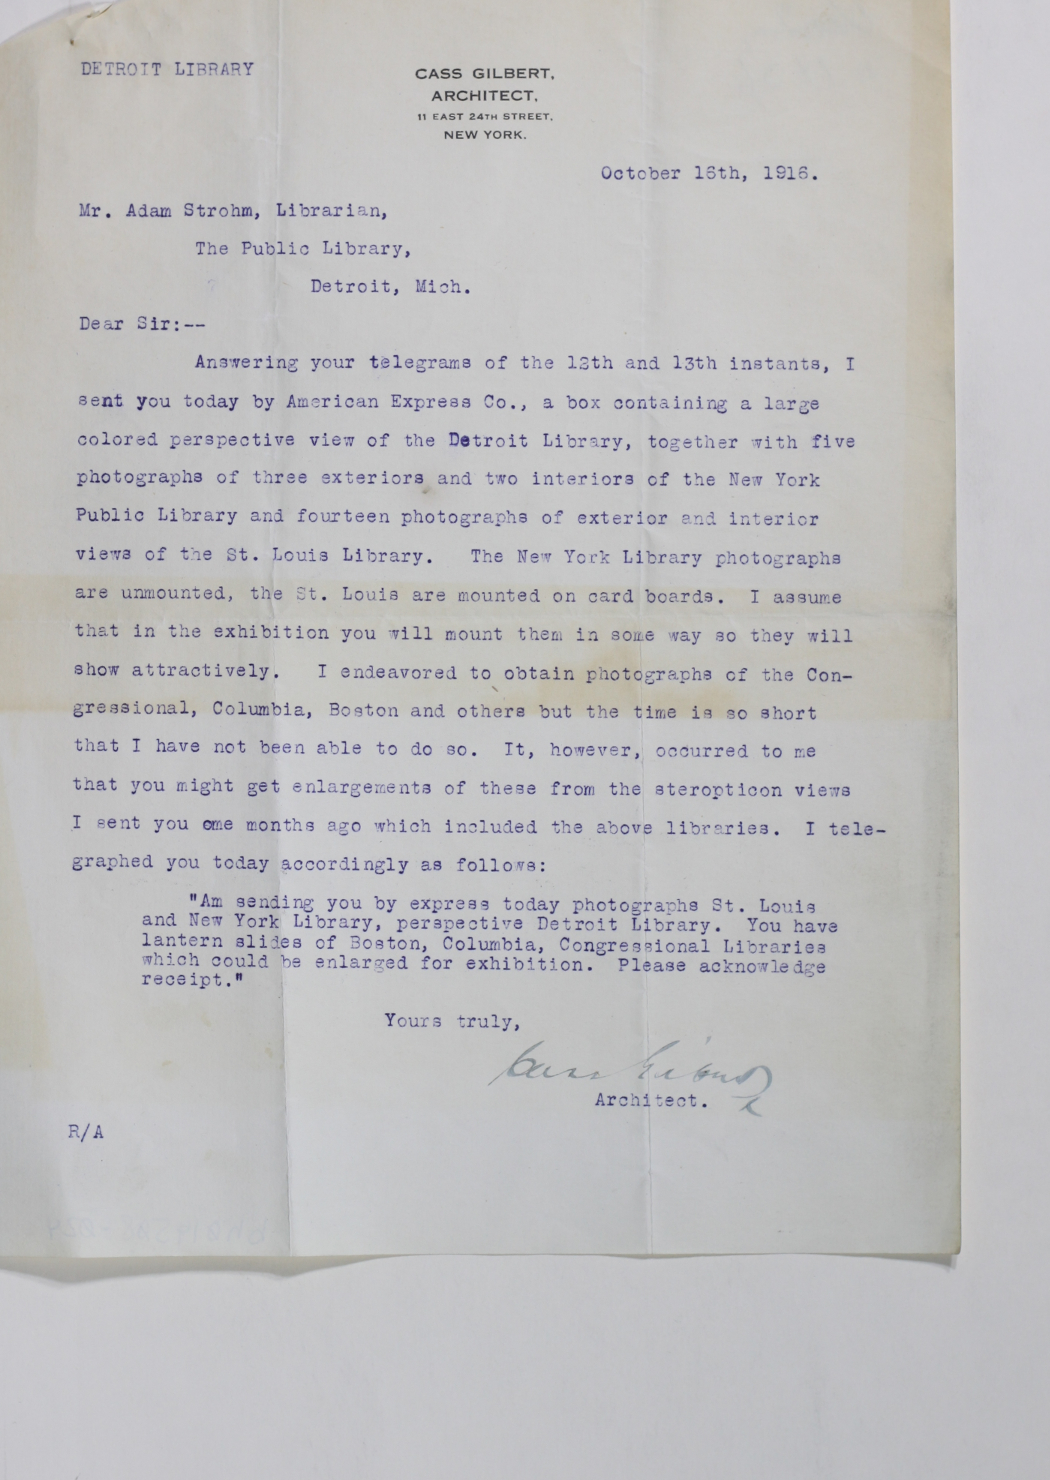 DETROIT LIBRARY
CASS GILBERT,
ARCHITECT,
11 EAST 24TH STREET,
NEW YORK.
October 16th, 1916.
Mr. Adam Strohm, Librarian,
The Public Library,
Detroit, Mich.
Dear Sir:--
Answering your telegrams of the 12th and 13th instants, I
sent you today by American Express Co., a box containing a large
colored perspective view of the Detroit Library, together with five
photographs of three exteriors and two interiors of the New York
Public Library and fourteen photographs of exterior and interior
views of the St. Louis Library. The New York Library photographs
are unmounted, the St. Louis are mounted on card boards. I assume
that in the exhibition you will mount them in some way so they will
show attractively. I endeavored to obtain photographs of the Con-
gressional, Columbia, Boston and others but the time is so short
that I have not been able to do so. It, however, occurred to me
that you might get enlargements of these from the steropticon views
I sent you ome months ago which included the above libraries. I tele-
graphed you today accordingly as follows:
"Am sending you by express today photographs St. Louis
and New York Library, perspective Detroit Library. You have
lantern slides of Boston, Columbia, Congressional Libraries
which could be enlarged for exhibition. Please acknowledge
receipt."
Yours truly,
Cass Gilbert
Architect.
R/A